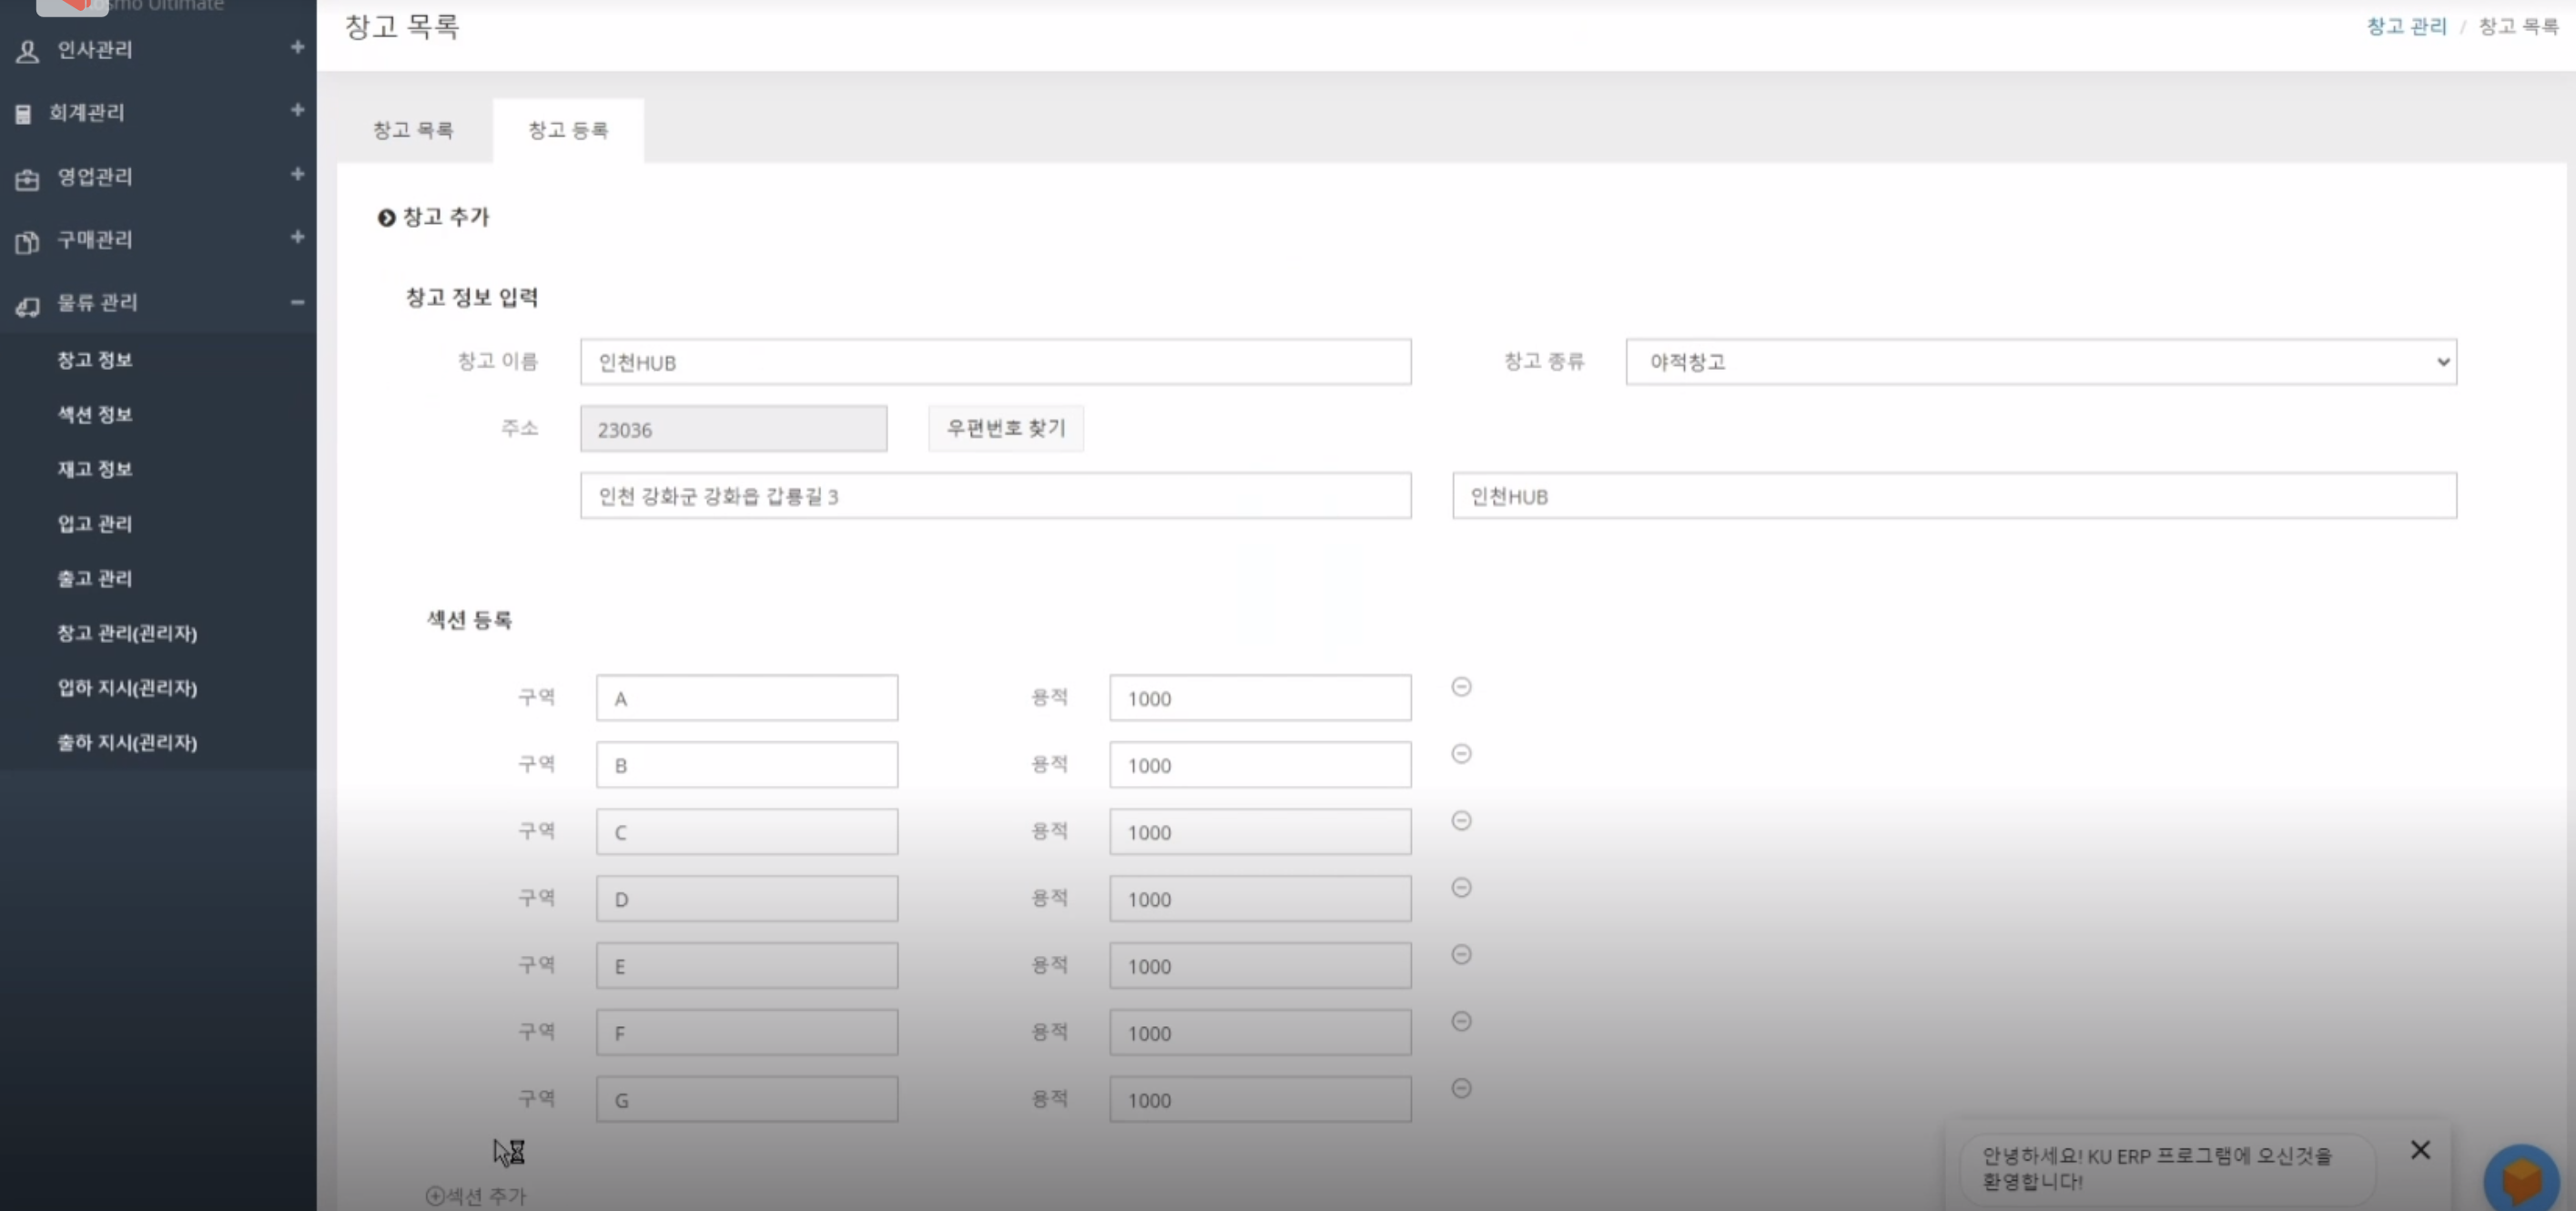 Kosmo Ultimate
인사관리
회계관리
영업관리
구매관리
물류 관리
창고 정보
섹션 정보
재고 정보
입고 관리
출고 관리
창고 관리(관리자)
입하 지시(관리자)
출하 지시(관리자)
창고 목록
창고 관리 / 창고 목록
창고 목록
창고 등록
창고 추가
창고 정보 입력
창고 이름 인천HUB 창고 종류 야적창고
주소 23036 우편번호 찾기
인천 강화군 강화읍 갑룡길 3 인천HUB
섹션 등록
구역 A 용적 1000
구역 B 용적 1000
구역 C 용적 1000
구역 D 용적 1000
구역 E 용적 1000
구역 F 용적 1000
구역 G 용적 1000
섹션 추가
안녕하세요! KU ERP 프로그램에 오신것을
환영합니다!